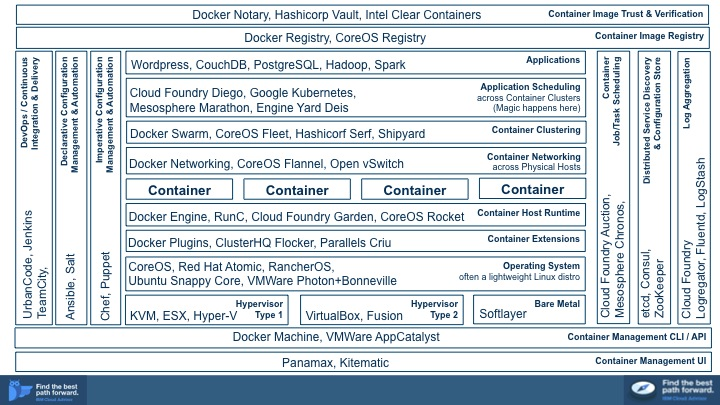 Docker Notary, Hashicorp Vault, Intel Clear Containers
Container Image Trust & Verification
Docker Registry, CoreOS Registry
Container Image Registry
DevOps / Continuous
Integration & Delivery
UrbanCode, Jenkins
TeamCity,
Declarative Configuration
Management & Automation
Ansible, Salt
Imperative Configuration
Management & Automation
Chef, Puppet
Wordpress, CouchDB, PostgreSQL, Hadoop, Spark
Applications
Cloud Foundry Diego, Google Kubernetes,
Mesosphere Marathon, Engine Yard Deis
Application Scheduling
across Container Clusters
(Magic happens here)
Docker Swarm, CoreOS Fleet, Hashicorf Serf, Shipyard
Container Clustering
Docker Networking, CoreOS Flannel, Open vSwitch
Container Networking
across Physical Hosts
Container
Container
Container
Container
Docker Engine, RunC, Cloud Foundry Garden, CoreOS Rocket
Container Host Runtime
Docker Plugins, ClusterHQ Flocker, Parallels Criu
Container Extensions
CoreOS, Red Hat Atomic, RancherOS,
Ubuntu Snappy Core, VMWare Photon+Bonneville
Operating System
often a lightweight Linux distro
Hypervisor
Type 1
KVM, ESX, Hyper-V
Hypervisor
Type 2
VirtualBox, Fusion
Bare Metal
Softlayer
Container
Job/Task Scheduling
Cloud Foundry Auction,
Mesosphere Chronos,
Distributed Service Discovery
& Configuration Store
etcd, Consul,
ZooKeeper
Log Aggregation
Cloud Foundry
Logregator, Fluentd, LogStash
Docker Machine, VMWare AppCatalyst
Container Management CLI / API
Panamax, Kitematic
Container Management UI
Find the best
path forward.
IBM Cloud Advisor
Find the best
path forward.
IBM Cloud Advisor